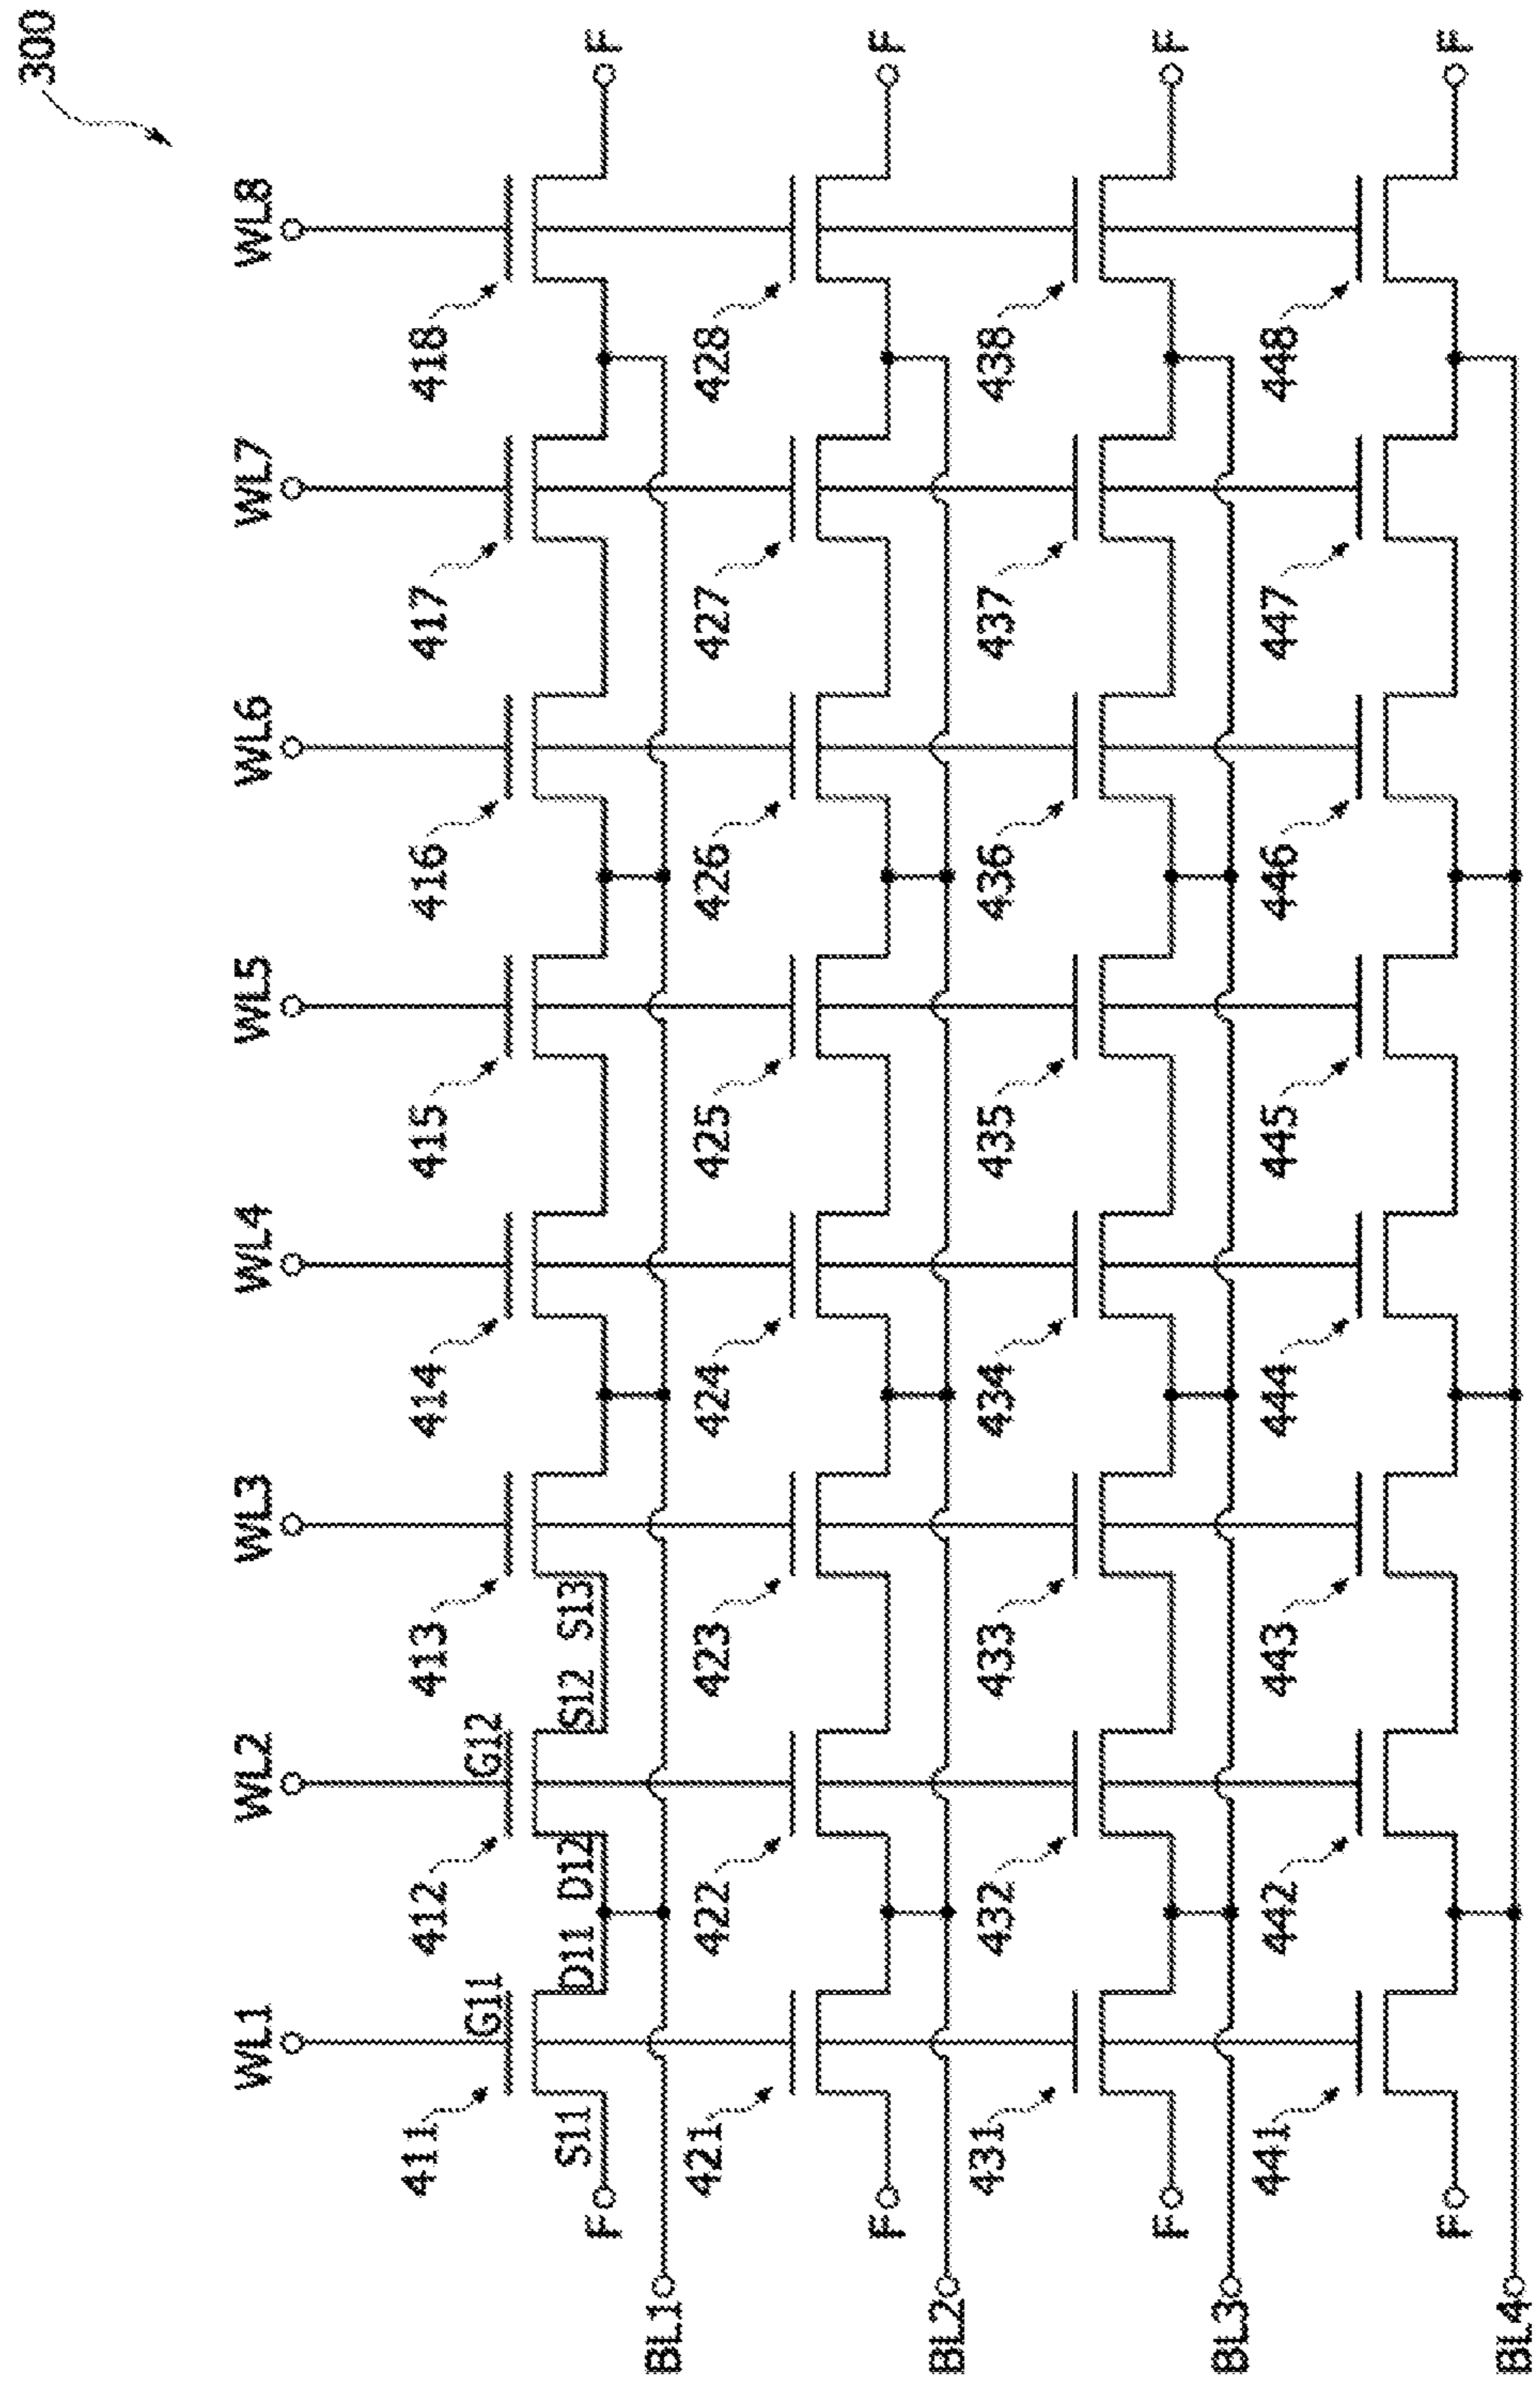 300
WL1 WL2 WL3 WL4 WL5 WL6 WL7 WL8
411 412 413 414 415 416 417 418
G11 G12
S11 D11 D12 S12 S13
F F
BL1
421 422 423 424 425 426 427 428
F F
BL2
431 432 433 434 435 436 437 438
F F
BL3
441 442 443 444 445 446 447 448
F F
BL4